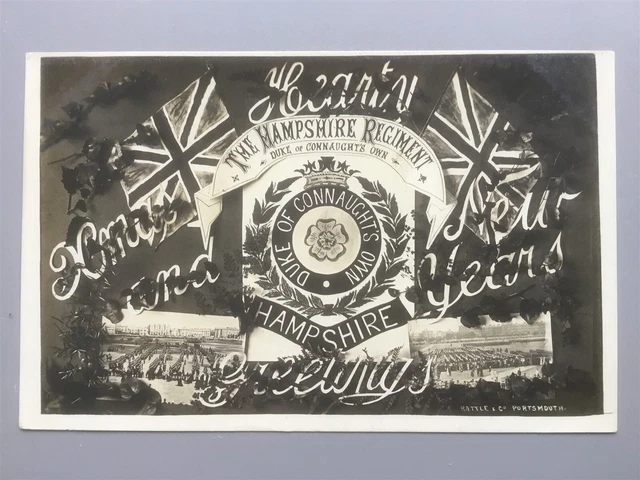 Hearty
THE HAMPSHIRE REGIMENT
DUKE OF CONNAUGHT'S OWN
Xmas
and
New
Years
DUKE OF CONNAUGHT'S OWN
HAMPSHIRE
Greetings
RATTLE & Co PORTSMOUTH.